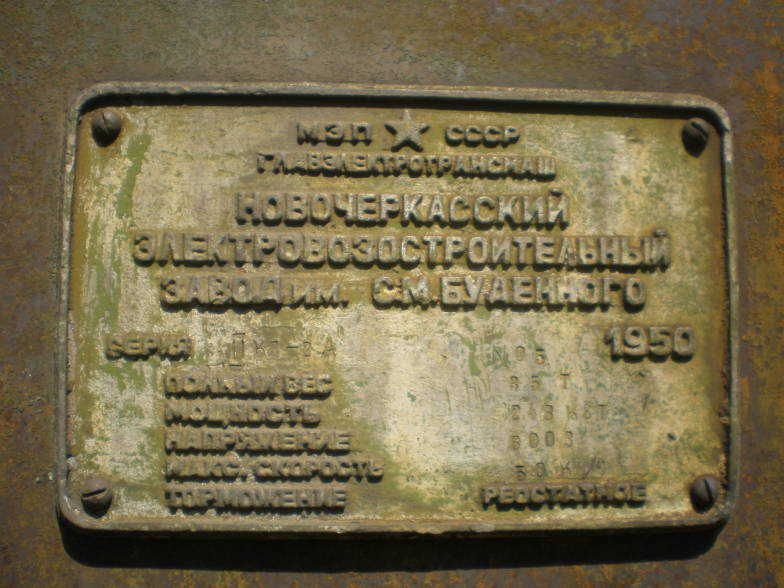 МЭП ★ СССР
ГЛАВЭЛЕКТРОТРАНСМАШ
НОВОЧЕРКАССКИЙ
ЭЛЕКТРОВОЗОСТРОИТЕЛЬНЫЙ
ЗАВОД ИМ. С.М.БУДЕННОГО
СЕРИЯ 1950
ПОЛНЫЙ ВЕС Т
МОЩНОСТЬ
НАПРЯЖЕНИЕ
МАКС. СКОРОСТЬ
ТОРМОЖЕНИЕ РЕОСТАТНОЕ